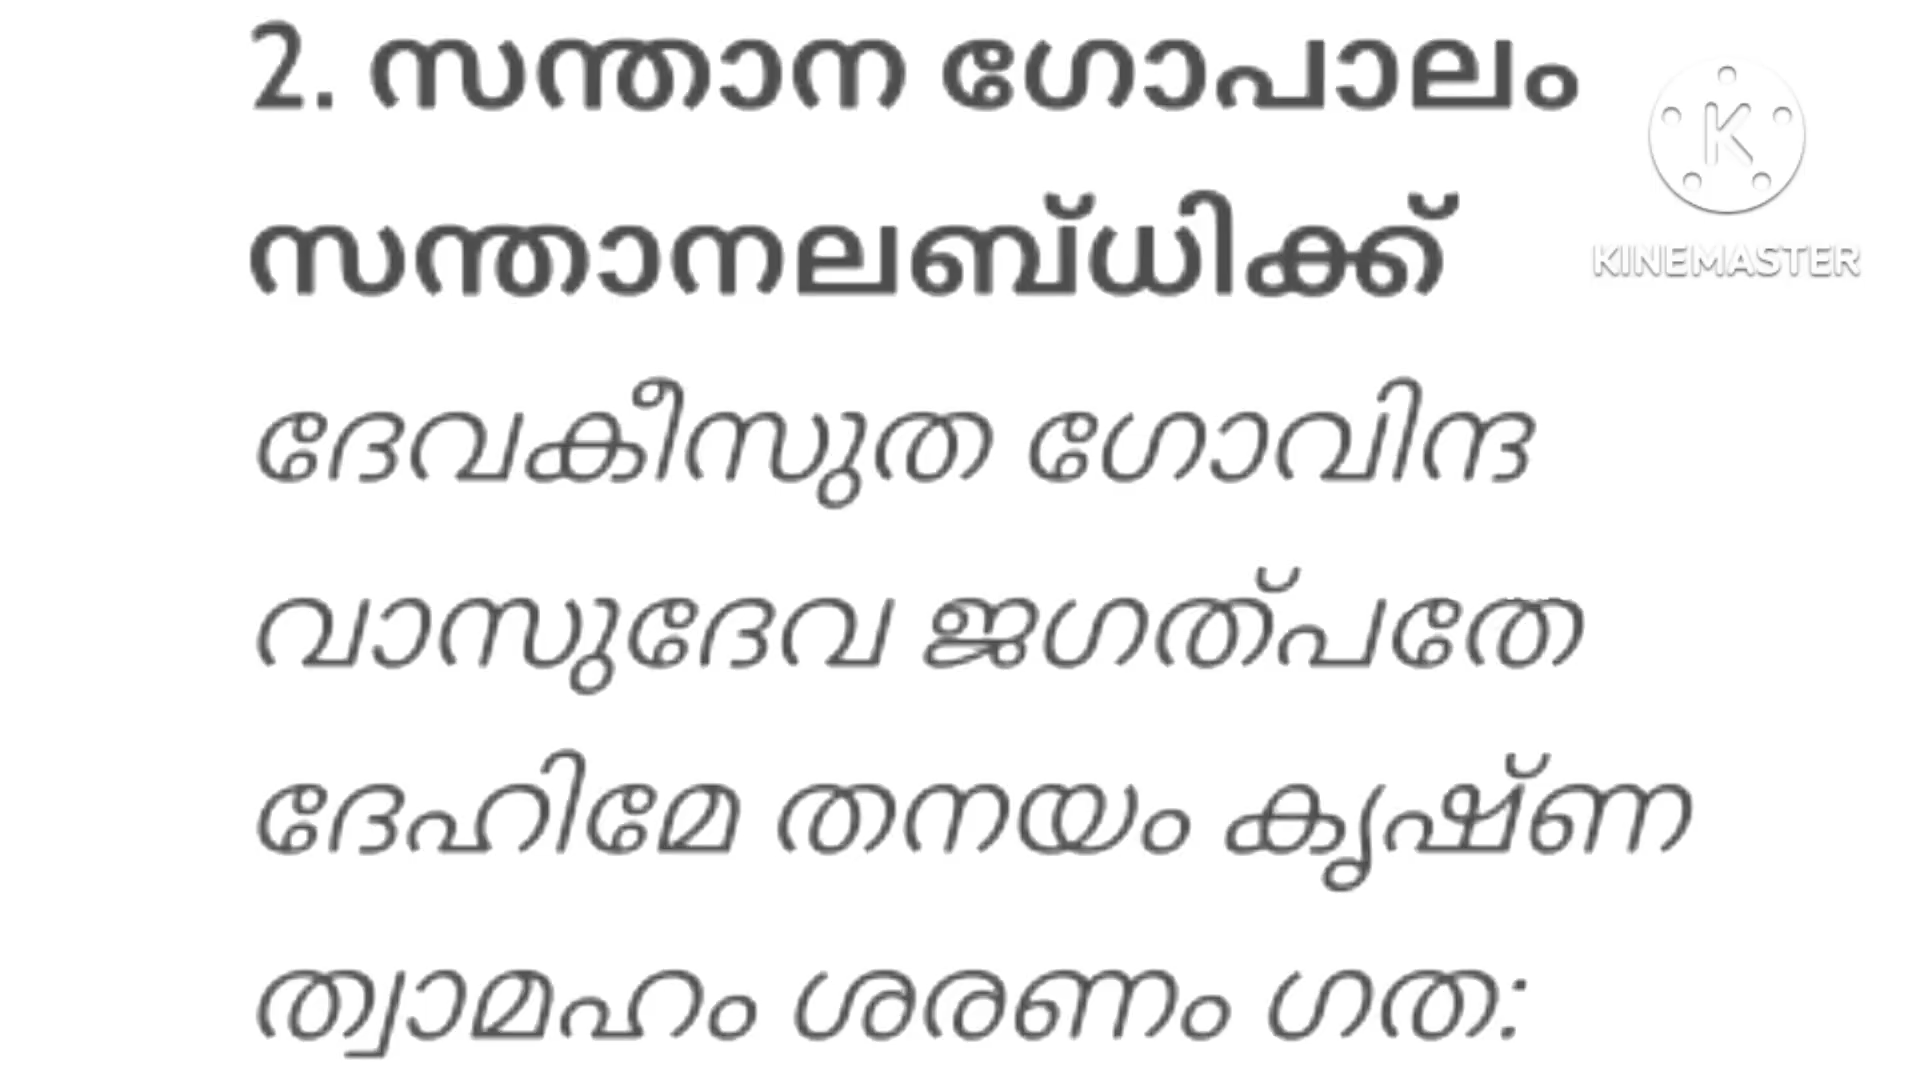 2. സന്താന ഗോപാലം
സന്താനലബ്ധിക്ക്
ദേവകീസുത ഗോവിന്ദ
വാസുദേവ ജഗത്പതേ
ദേഹിമേ തനയം കൃഷ്ണ
ത്വാമഹം ശരണം ഗത:
K
KINEMASTER